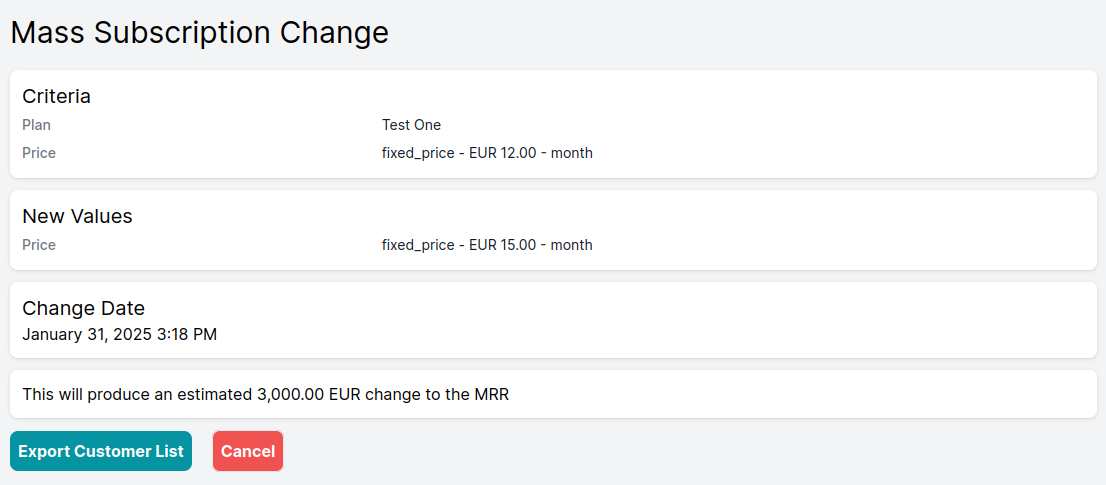 Mass Subscription Change
Criteria
Plan Test One
Price fixed_price - EUR 12.00 - month
New Values
Price fixed_price - EUR 15.00 - month
Change Date
January 31, 2025 3:18 PM
This will produce an estimated 3,000.00 EUR change to the MRR
Export Customer List Cancel